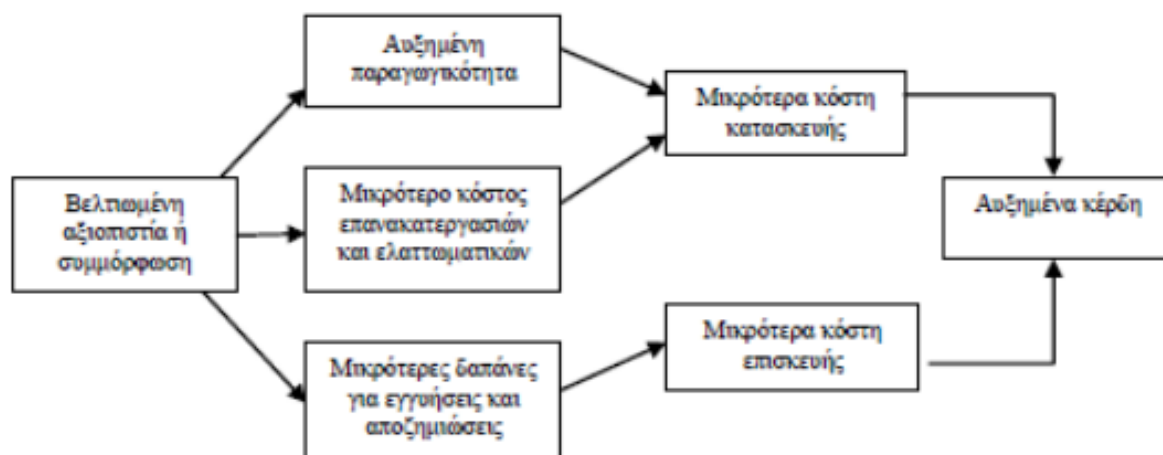 Αυξημένη
παραγωγικότητα
Μικρότερα κόστη
κατασκευής
Βελτιωμένη
αξιοπιστία ή
συμμόρφωση
Μικρότερο κόστος
επανακατεργασιών
και ελαττωματικών
Αυξημένα κέρδη
Μικρότερες δαπάνες
για εγγυήσεις και
αποζημιώσεις
Μικρότερα κόστη
επισκευής